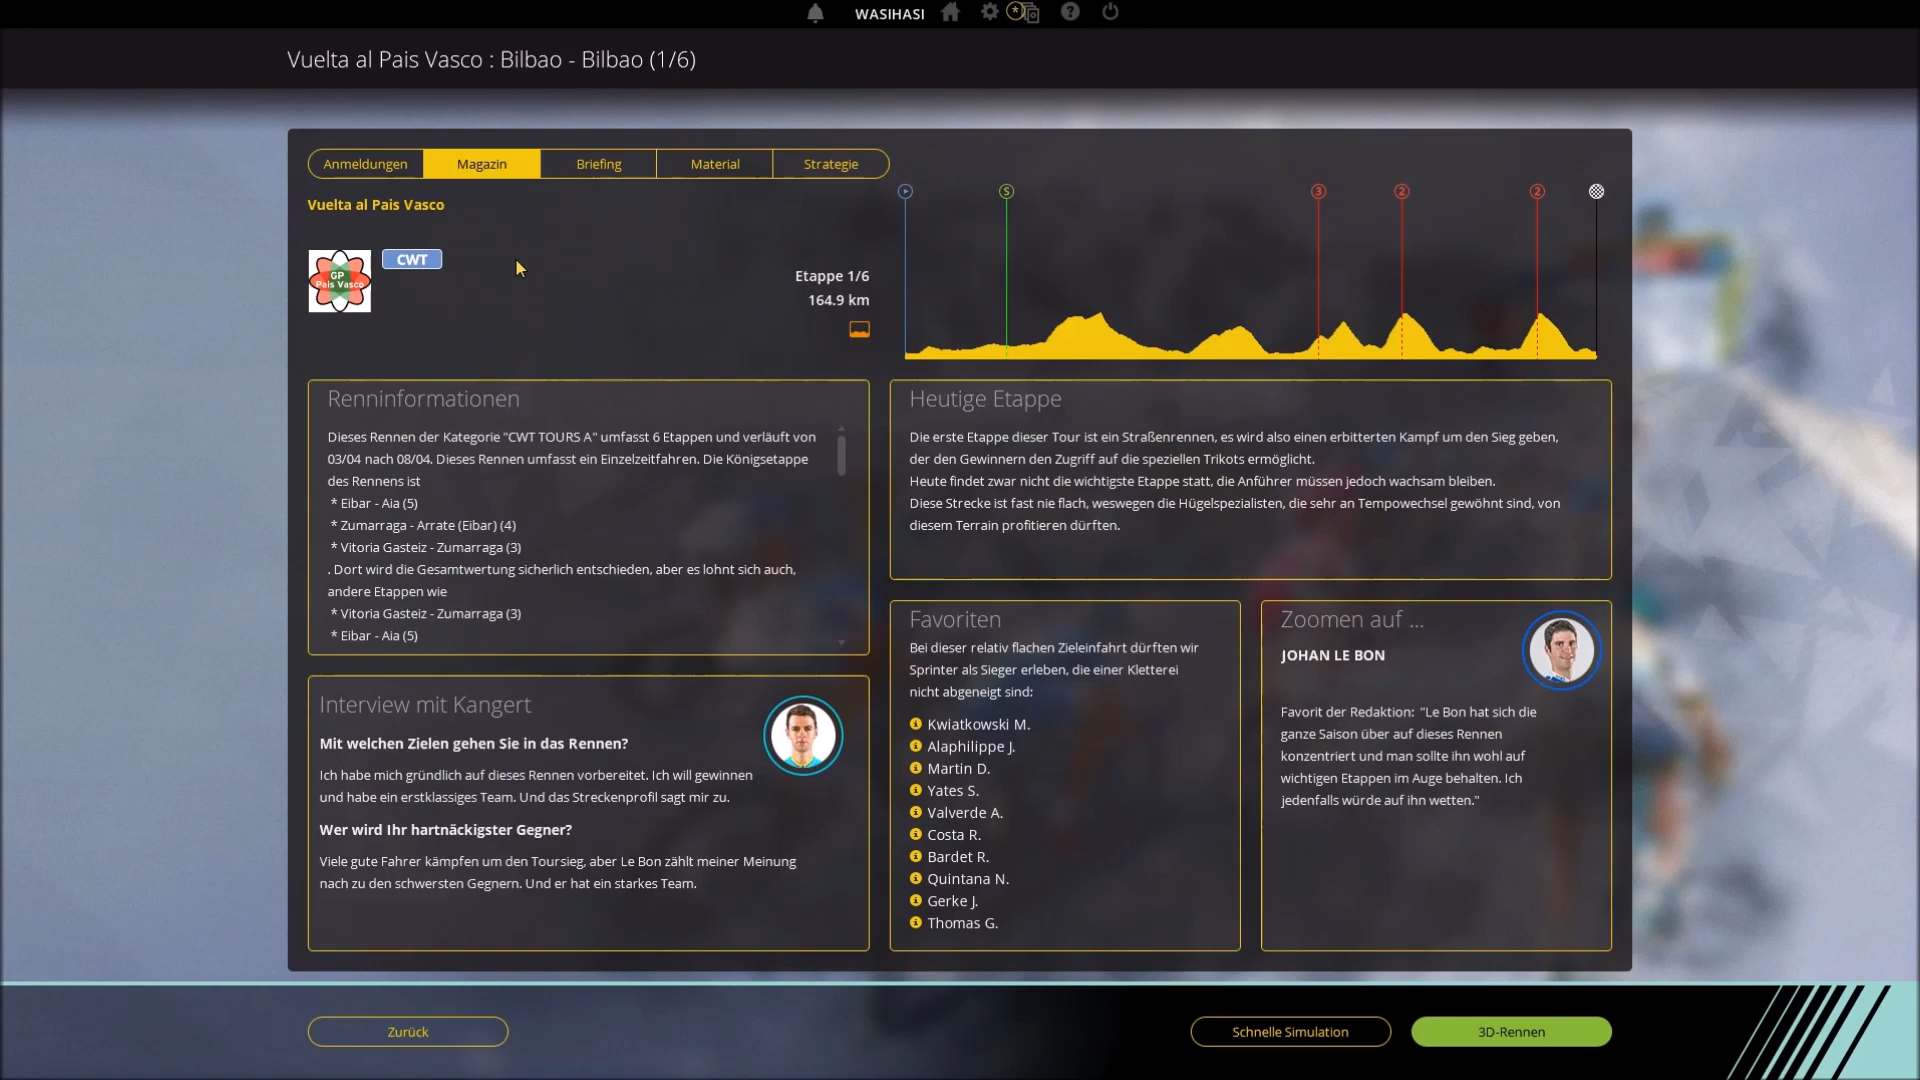 WASIHASI
Vuelta al Pais Vasco : Bilbao - Bilbao (1/6)
Anmeldungen
Magazin
Briefing
Material
Strategie
Vuelta al Pais Vasco
GP
Pais Vasco
CWT
Etappe 1/6
164.9 km
S
3
2
2
Renninformationen
Dieses Rennen der Kategorie "CWT TOURS A" umfasst 6 Etappen und verläuft von
03/04 nach 08/04. Dieses Rennen umfasst ein Einzelzeitfahren. Die Königsetappe
des Rennens ist
* Eibar - Aia (5)
* Zumarraga - Arrate (Eibar) (4)
* Vitoria Gasteiz - Zumarraga (3)
. Dort wird die Gesamtwertung sicherlich entschieden, aber es lohnt sich auch,
andere Etappen wie
* Vitoria Gasteiz - Zumarraga (3)
* Eibar - Aia (5)
Heutige Etappe
Die erste Etappe dieser Tour ist ein Straßenrennen, es wird also einen erbitterten Kampf um den Sieg geben,
der den Gewinnern den Zugriff auf die speziellen Trikots ermöglicht.
Heute findet zwar nicht die wichtigste Etappe statt, die Anführer müssen jedoch wachsam bleiben.
Diese Strecke ist fast nie flach, weswegen die Hügelspezialisten, die sehr an Tempowechsel gewöhnt sind, von
diesem Terrain profitieren dürften.
Interview mit Kangert
Mit welchen Zielen gehen Sie in das Rennen?
Ich habe mich gründlich auf dieses Rennen vorbereitet. Ich will gewinnen
und habe ein erstklassiges Team. Und das Streckenprofil sagt mir zu.
Wer wird Ihr hartnäckigster Gegner?
Viele gute Fahrer kämpfen um den Toursieg, aber Le Bon zählt meiner Meinung
nach zu den schwersten Gegnern. Und er hat ein starkes Team.
Favoriten
Bei dieser relativ flachen Zieleinfahrt dürften wir
Sprinter als Sieger erleben, die einer Kletterei
nicht abgeneigt sind:
Kwiatkowski M.
Alaphilippe J.
Martin D.
Yates S.
Valverde A.
Costa R.
Bardet R.
Quintana N.
Gerke J.
Thomas G.
Zoomen auf ...
JOHAN LE BON
Favorit der Redaktion: "Le Bon hat sich die
ganze Saison über auf dieses Rennen
konzentriert und man sollte ihn wohl auf
wichtigen Etappen im Auge behalten. Ich
jedenfalls würde auf ihn wetten."
Zurück
Schnelle Simulation
3D-Rennen